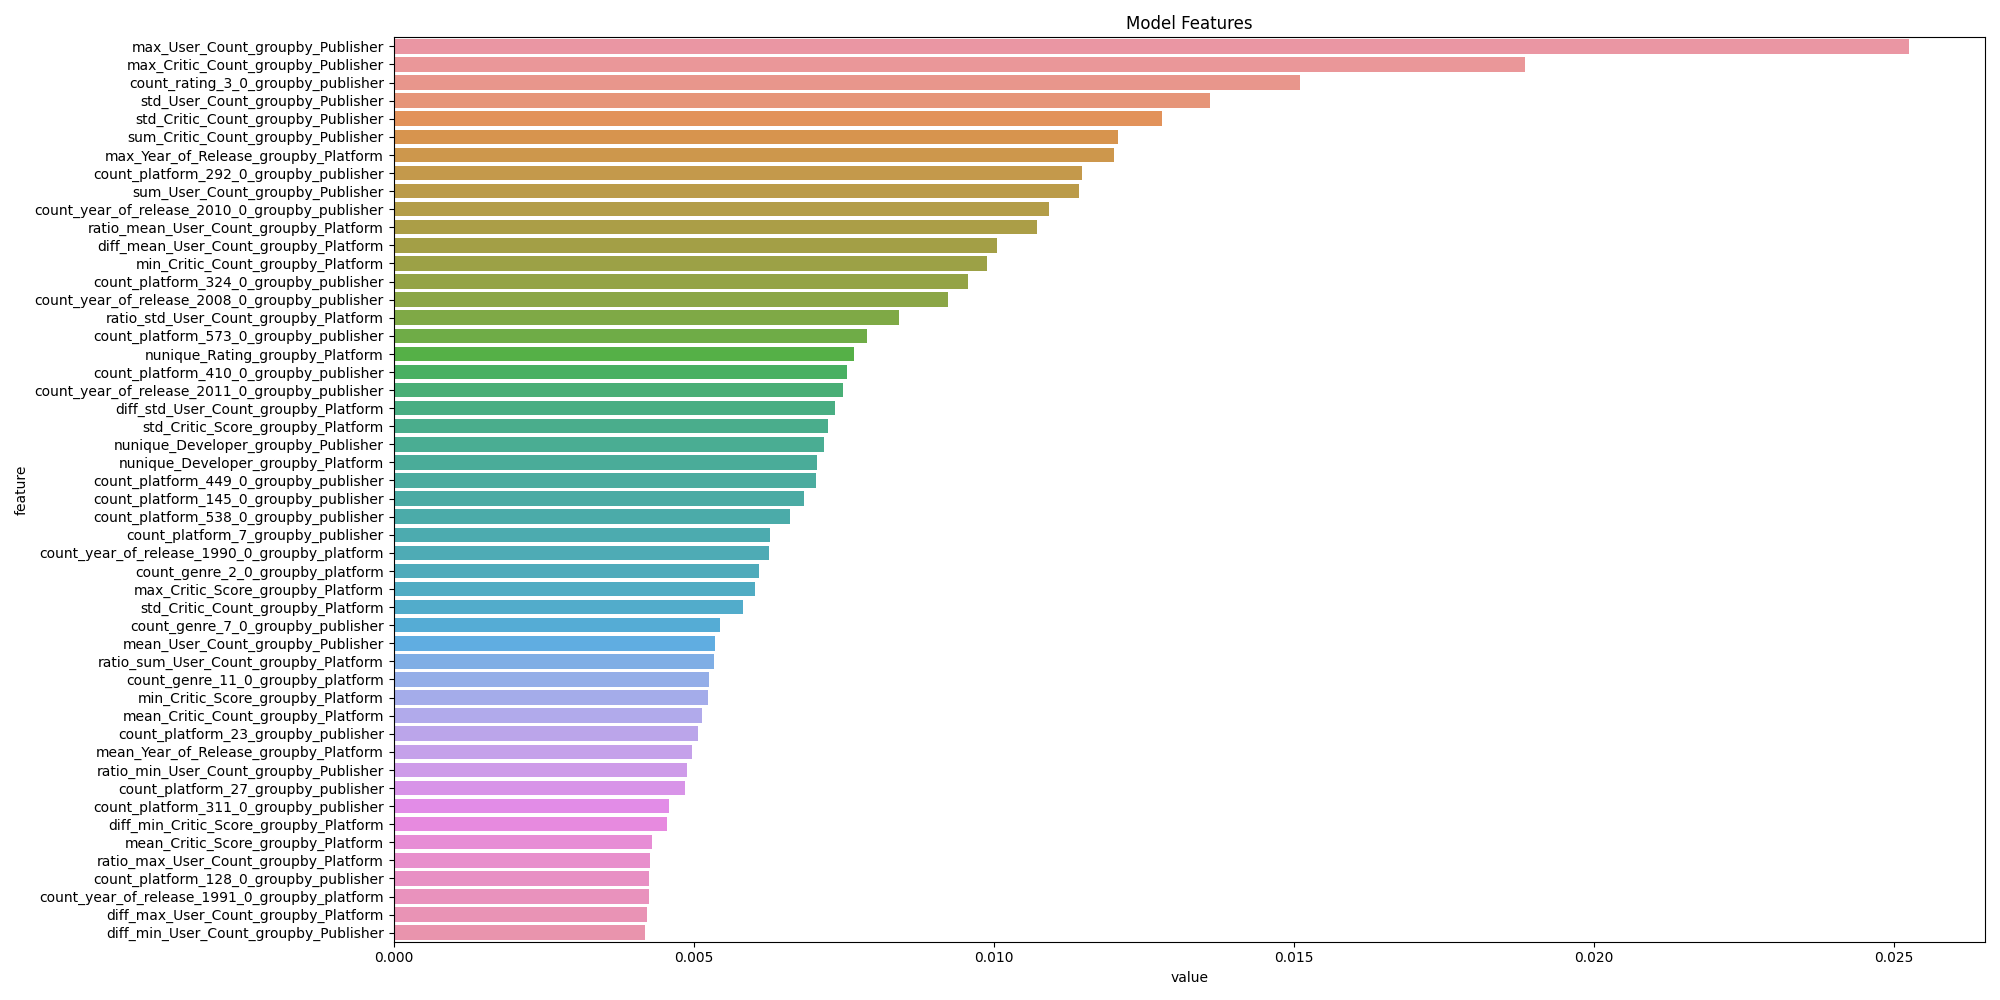 Model Features
max_User_Count_groupby_Publisher
max_Critic_Count_groupby_Publisher
count_rating_3_0_groupby_publisher
std_User_Count_groupby_Publisher
std_Critic_Count_groupby_Publisher
sum_Critic_Count_groupby_Publisher
max_Year_of_Release_groupby_Platform
count_platform_292_0_groupby_publisher
sum_User_Count_groupby_Publisher
count_year_of_release_2010_0_groupby_publisher
ratio_mean_User_Count_groupby_Platform
diff_mean_User_Count_groupby_Platform
min_Critic_Count_groupby_Platform
count_platform_324_0_groupby_publisher
count_year_of_release_2008_0_groupby_publisher
ratio_std_User_Count_groupby_Platform
count_platform_573_0_groupby_publisher
nunique_Rating_groupby_Platform
count_platform_410_0_groupby_publisher
count_year_of_release_2011_0_groupby_publisher
diff_std_User_Count_groupby_Platform
std_Critic_Score_groupby_Platform
nunique_Developer_groupby_Publisher
nunique_Developer_groupby_Platform
count_platform_449_0_groupby_publisher
count_platform_145_0_groupby_publisher
count_platform_538_0_groupby_publisher
count_platform_7_groupby_publisher
count_year_of_release_1990_0_groupby_platform
count_genre_2_0_groupby_platform
max_Critic_Score_groupby_Platform
std_Critic_Count_groupby_Platform
count_genre_7_0_groupby_publisher
mean_User_Count_groupby_Publisher
ratio_sum_User_Count_groupby_Platform
count_genre_11_0_groupby_platform
min_Critic_Score_groupby_Platform
mean_Critic_Count_groupby_Platform
count_platform_23_groupby_publisher
mean_Year_of_Release_groupby_Platform
ratio_min_User_Count_groupby_Publisher
count_platform_27_groupby_publisher
count_platform_311_0_groupby_publisher
diff_min_Critic_Score_groupby_Platform
mean_Critic_Score_groupby_Platform
ratio_max_User_Count_groupby_Platform
count_platform_128_0_groupby_publisher
count_year_of_release_1991_0_groupby_platform
diff_max_User_Count_groupby_Platform
diff_min_User_Count_groupby_Publisher
feature
0.000 0.005 0.010 0.015 0.020 0.025
value